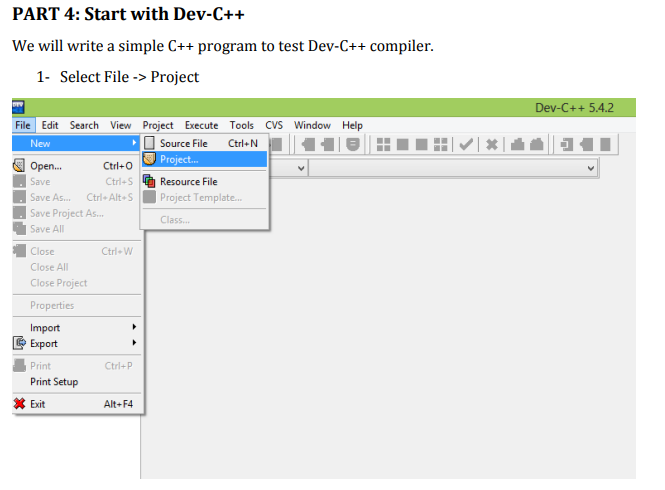 PART 4: Start with Dev-C++
We will write a simple C++ program to test Dev-C++ compiler.
1- Select File -> Project
Dev-C++ 5.4.2
File Edit Search View Project Execute Tools CVS Window Help
New
Source File Ctrl+N
Project...
Resource File
Project Template...
Class...
Open... Ctrl+O
Save Ctrl+S
Save As... Ctrl+Alt+S
Save Project As...
Save All
Close Ctrl+W
Close All
Close Project
Properties
Import
Export
Print Ctrl+P
Print Setup
Exit Alt+F4